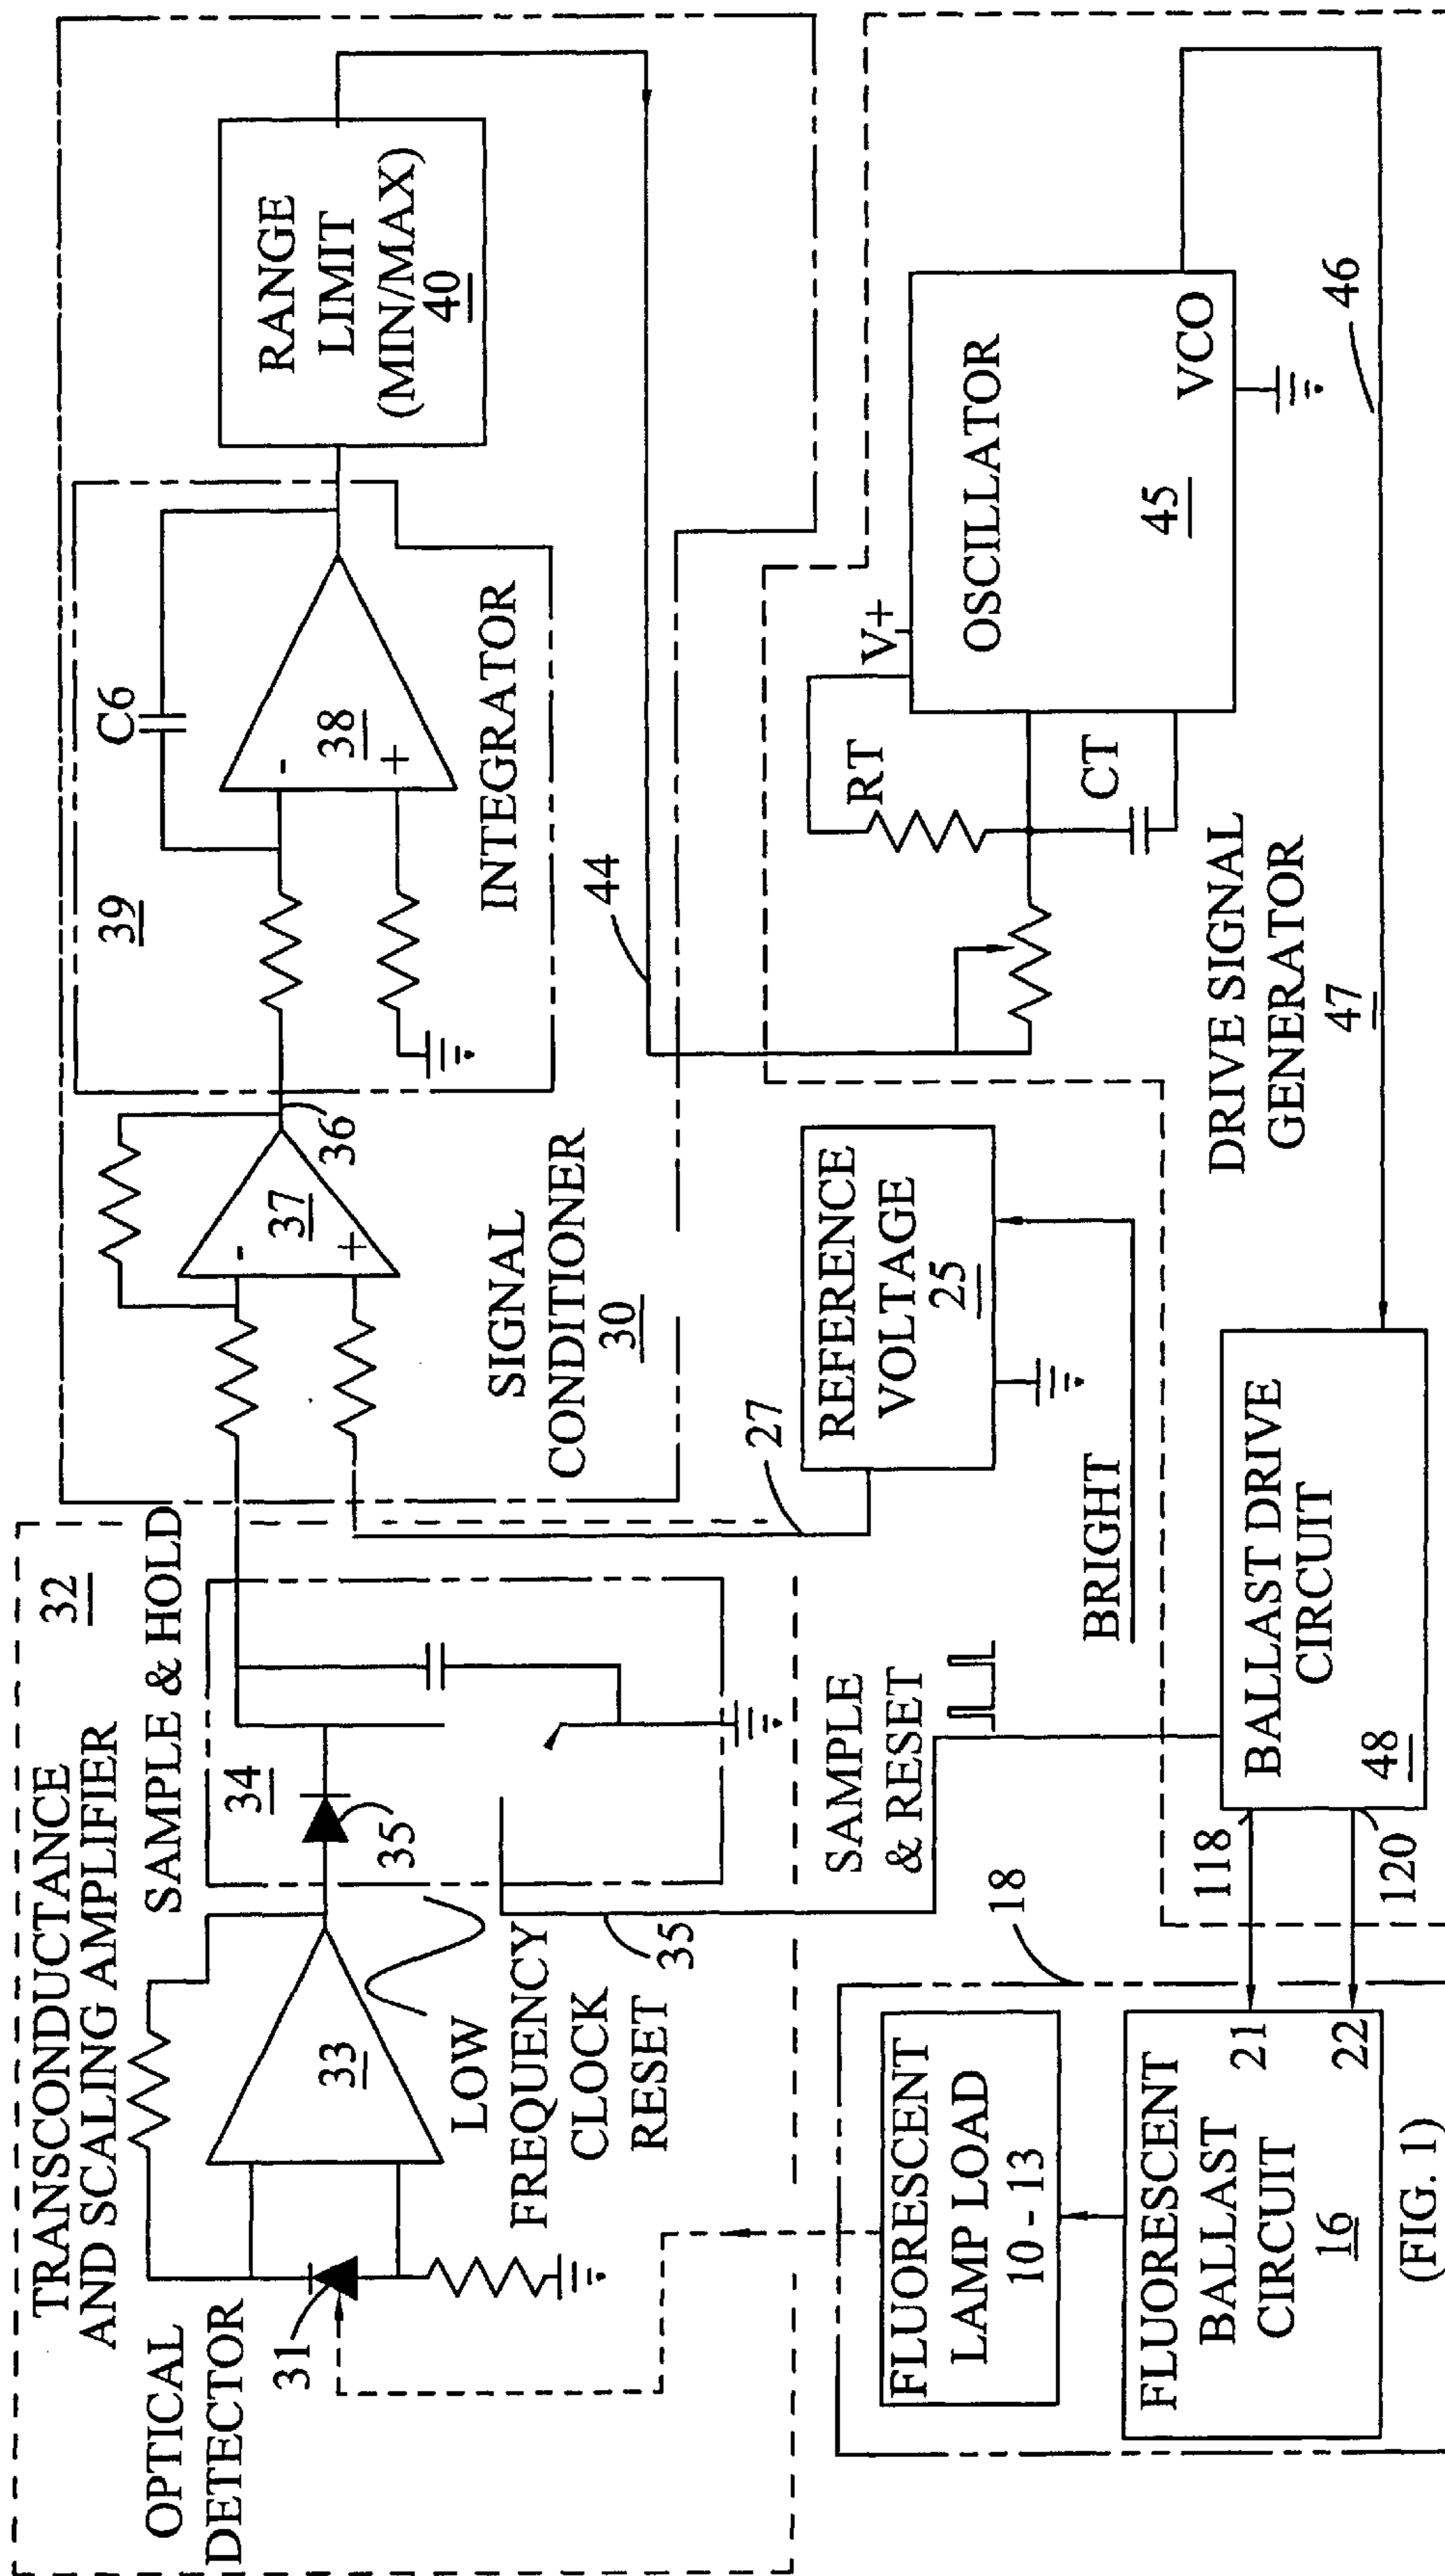 TRANSCONDUCTANCE
AND SCALING AMPLIFIER
32
SAMPLE & HOLD
OPTICAL
DETECTOR
31
33
34
35
LOW
FREQUENCY
CLOCK
RESET
35
SAMPLE
& RESET
SIGNAL
CONDITIONER
30
-
37
+
36
39
C6
-
38
+
INTEGRATOR
RANGE
LIMIT
(MIN/MAX)
40
44
27
REFERENCE
VOLTAGE
25
BRIGHT
RT
V+
CT
OSCILLATOR
45
VCO
46
DRIVE SIGNAL
GENERATOR
47
BALLAST DRIVE
CIRCUIT
48
118
120
18
FLUORESCENT
LAMP LOAD
10 - 13
FLUORESCENT
BALLAST
CIRCUIT
16
21
22
(FIG. 1)